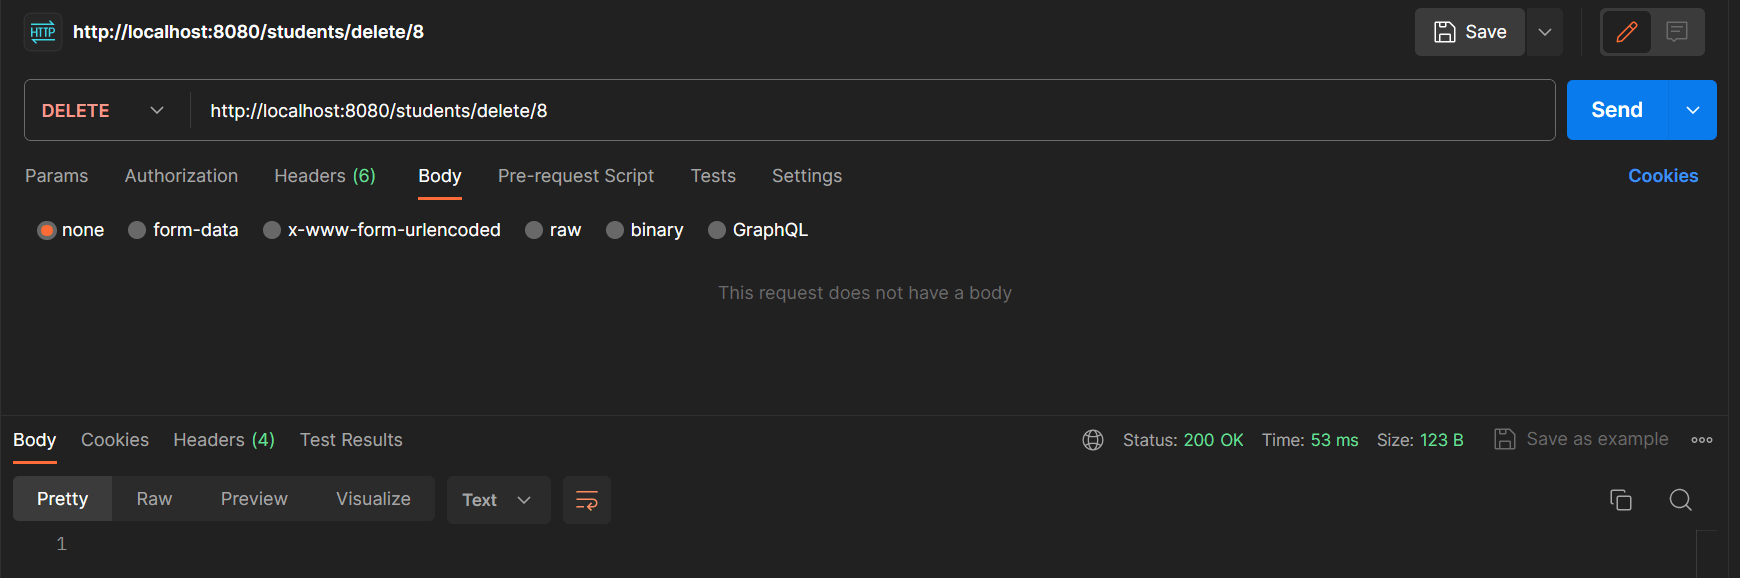 HTTP http://localhost:8080/students/delete/8 Save
DELETE http://localhost:8080/students/delete/8 Send
Params Authorization Headers (6) Body Pre-request Script Tests Settings Cookies
none form-data x-www-form-urlencoded raw binary GraphQL
This request does not have a body
Body Cookies Headers (4) Test Results Status: 200 OK Time: 53 ms Size: 123 B Save as example
Pretty Raw Preview Visualize Text
1